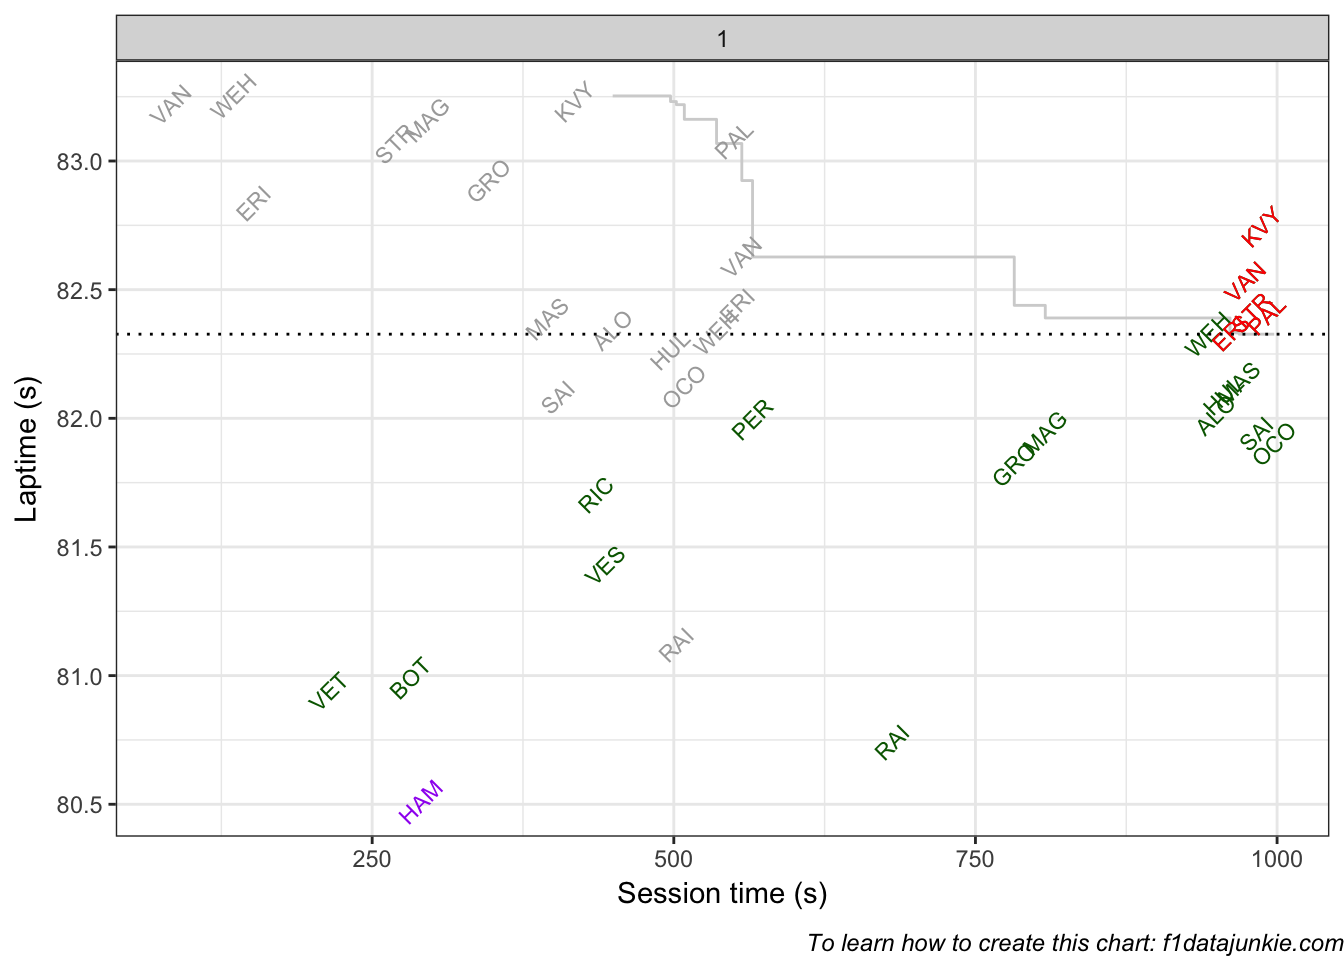 1
VAN WEH KVY
STR MAG PAL
GRO
ERI
KVY
VAN VAN
MAS ALO ERI STR PAL
HUL WEH WEH
SAI OCO MAS
PER ALO SAI
GRO MAG OCO
RIC
VES
RAI
VET BOT
RAI
HAM
83.0
82.5
82.0
81.5
81.0
80.5
Laptime (s)
250 500 750 1000
Session time (s)
To learn how to create this chart: f1datajunkie.com